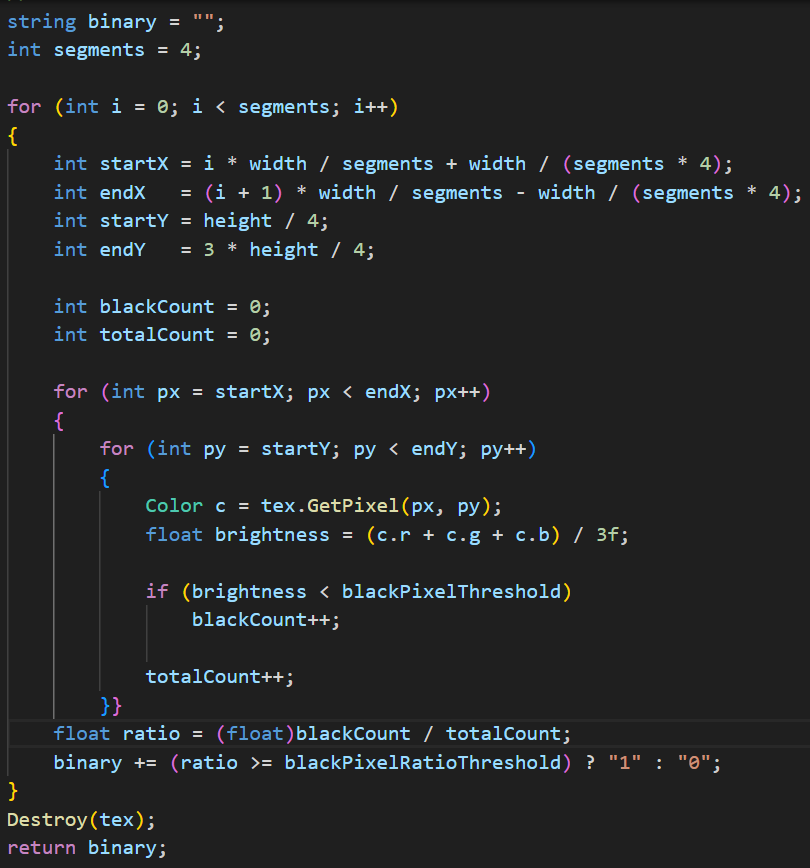 string binary = "";
int segments = 4;

for (int i = 0; i < segments; i++)
{
    int startX = i * width / segments + width / (segments * 4);
    int endX   = (i + 1) * width / segments - width / (segments * 4);
    int startY = height / 4;
    int endY   = 3 * height / 4;

    int blackCount = 0;
    int totalCount = 0;

    for (int px = startX; px < endX; px++)
    {
        for (int py = startY; py < endY; py++)
        {
            Color c = tex.GetPixel(px, py);
            float brightness = (c.r + c.g + c.b) / 3f;

            if (brightness < blackPixelThreshold)
                blackCount++;

            totalCount++;
        }}
    float ratio = (float)blackCount / totalCount;
    binary += (ratio >= blackPixelRatioThreshold) ? "1" : "0";
}
Destroy(tex);
return binary;